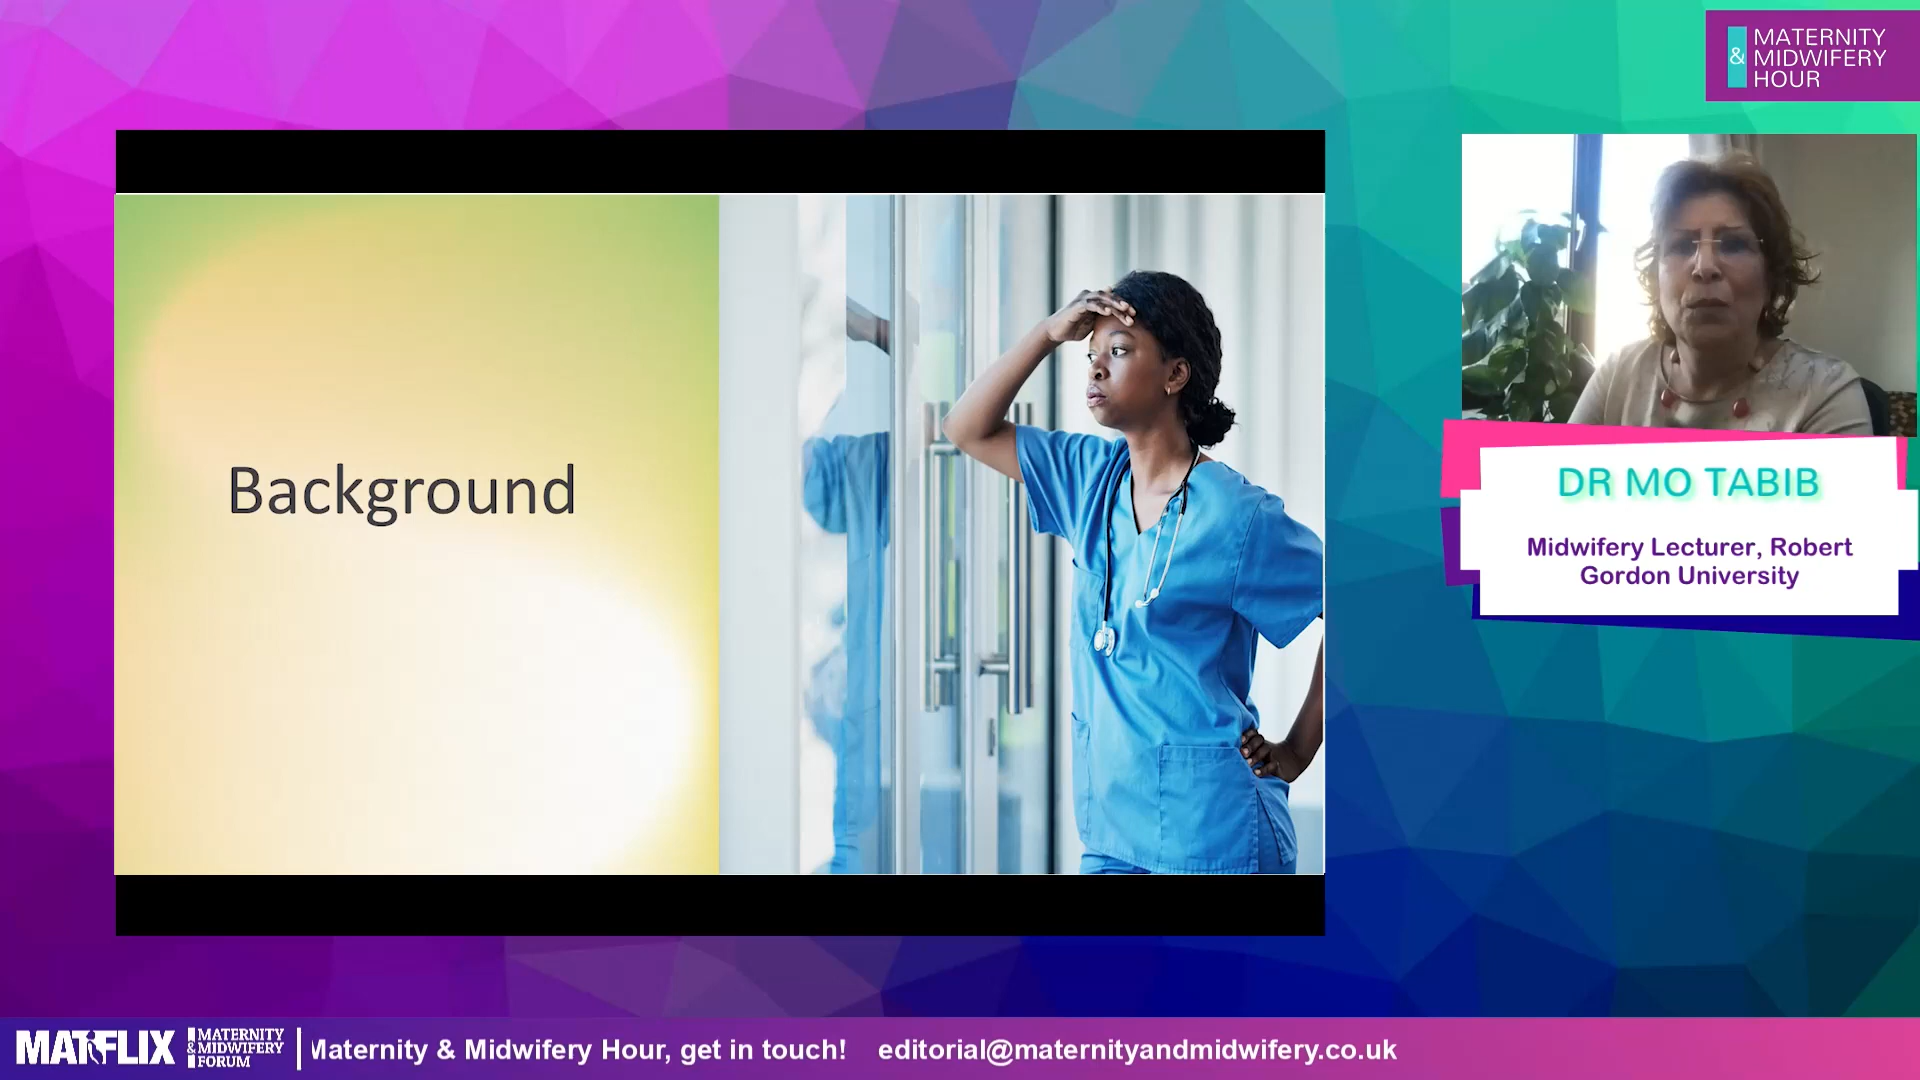 & MATERNITY
MIDWIFERY
HOUR
Background
DR MO TABIB
Midwifery Lecturer, Robert
Gordon University
MATFLIX
MATERNITY
& MIDWIFERY
FORUM
Maternity & Midwifery Hour, get in touch! editorial@maternityandmidwifery.co.uk